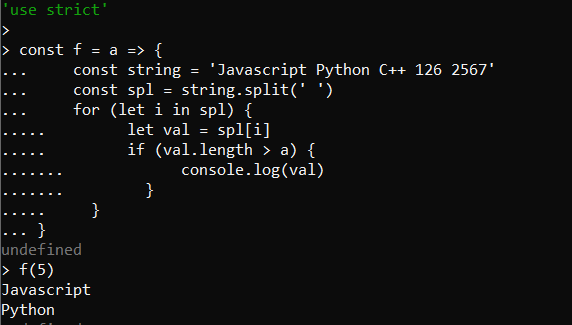 'use strict'
>
> const f = a => {
...     const string = 'Javascript Python C++ 126 2567'
...     const spl = string.split(' ')
...     for (let i in spl) {
.....         let val = spl[i]
.....         if (val.length > a) {
.......             console.log(val)
.......         }
.....     }
... }
undefined
> f(5)
Javascript
Python